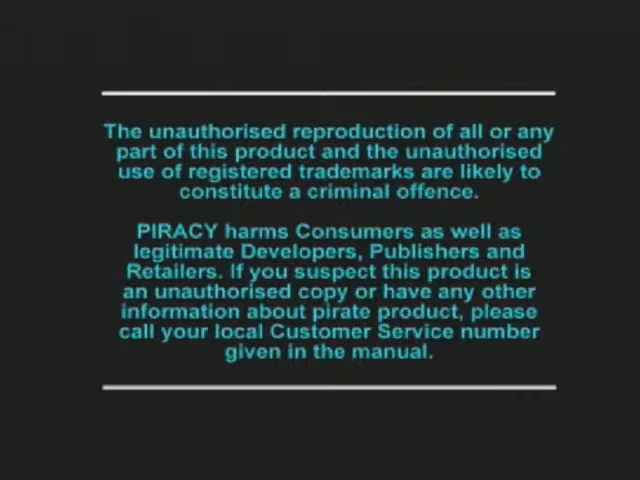 The unauthorised reproduction of all or any
part of this product and the unauthorised
use of registered trademarks are likely to
constitute a criminal offence.
PIRACY harms Consumers as well as
legitimate Developers, Publishers and
Retailers. If you suspect this product is
an unauthorised copy or have any other
information about pirate product, please
call your local Customer Service number
given in the manual.